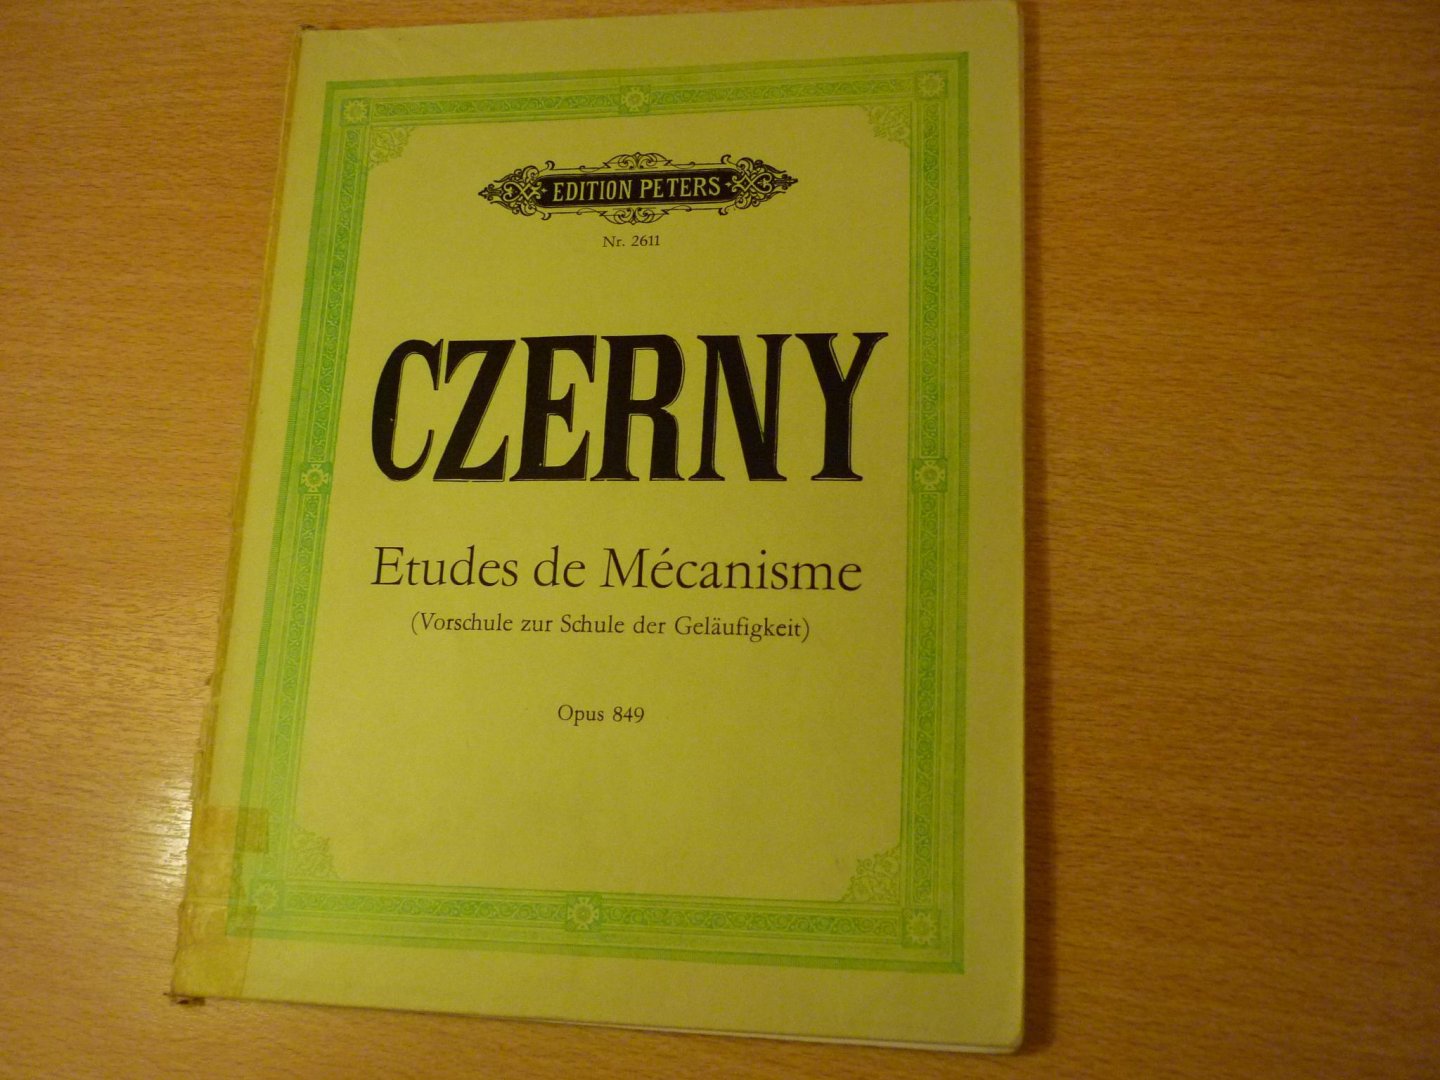 EDITION PETERS
Nr. 2611
CZERNY
Etudes de Mécanisme
(Vorschule zur Schule der Geläufigkeit)
Opus 849